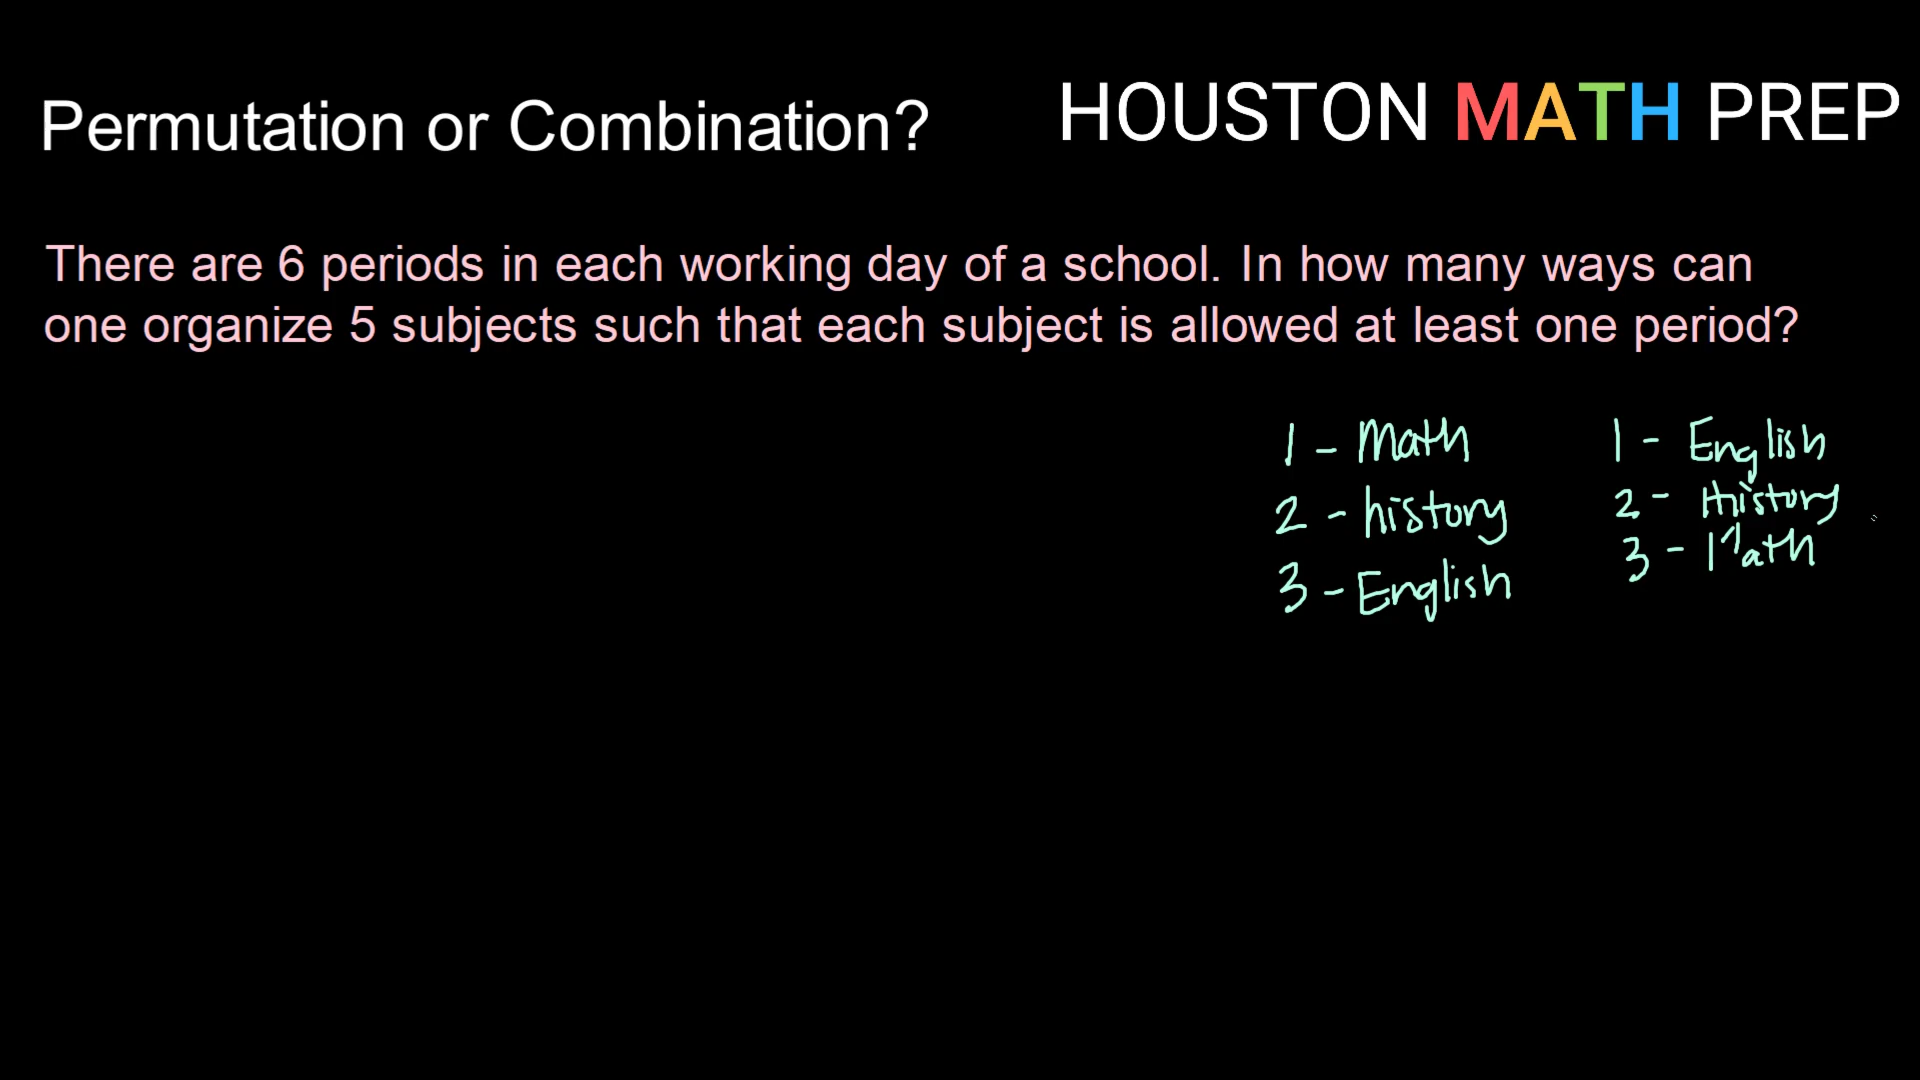 Permutation or Combination?
HOUSTON MATH PREP
There are 6 periods in each working day of a school. In how many ways can
one organize 5 subjects such that each subject is allowed at least one period?
1 - Math
2 - history
3 - English
1 - English
2 - History
3 - Math